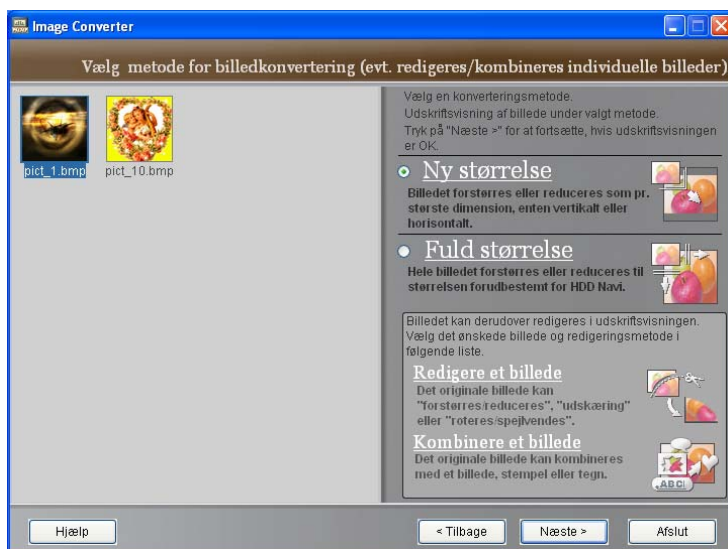 Image Converter
Vælg metode for billedkonvertering (evt. redigeres/kombineres individuelle billeder)
pict_1.bmp
pict_10.bmp
Vælg en konverteringsmetode.
Udskriftsvisning af billede under valgt metode.
Tryk på "Næste >" for at fortsætte, hvis udskriftsvisningen
er OK.
Ny størrelse
Billedet forstørres eller reduceres som pr.
største dimension, enten vertikalt eller
horisontalt.
Fuld størrelse
Hele billedet forstørres eller reduceres til
størrelsen forudbestemt for HDD Navi.
Billedet kan derudover redigeres i udskriftsvisningen.
Vælg det ønskede billede og redigeringsmetode i
følgende liste.
Redigere et billede
Det originale billede kan
"forstørres/reduceres", "udskæring"
eller "roteres/spejlvendes".
Kombinere et billede
Det originale billede kan kombineres
med et billede, stempel eller tegn.
ABC
Hjælp
< Tilbage
Næste >
Afslut